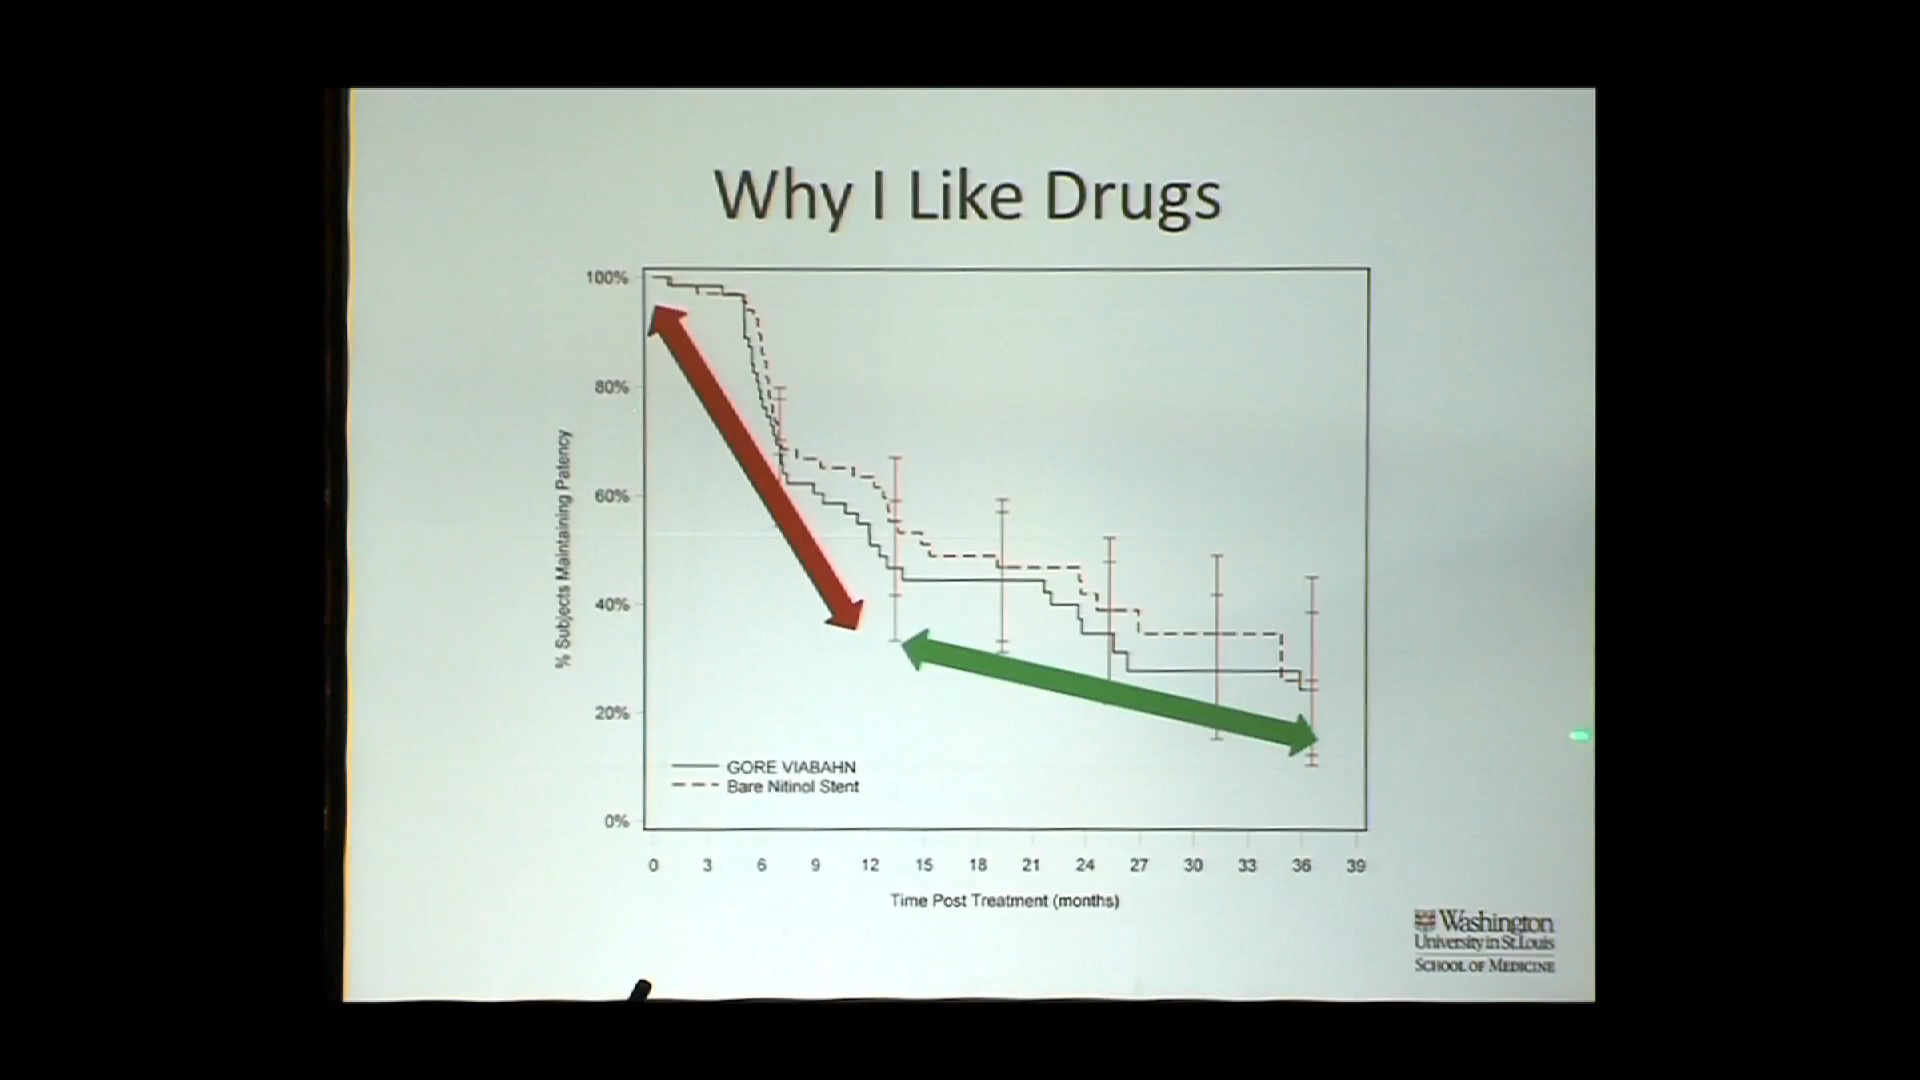 Why I Like Drugs
100%
80%
60%
40%
20%
0%
% Subjects Maintaining Patency
GORE VIABAHN
Bare Nitinol Stent
0 3 6 9 12 15 18 21 24 27 30 33 36 39
Time Post Treatment (months)
Washington
University in St. Louis
SCHOOL OF MEDICINE